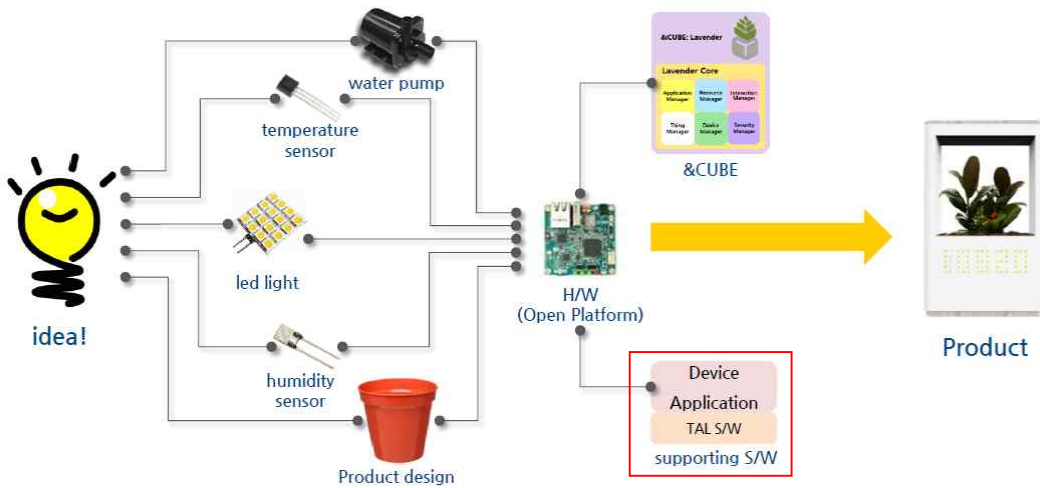 water pump
temperature
sensor
led light
humidity
sensor
Product design
idea!
H/W
(Open Platform)
&CUBE: Lavender
Lavender Core
Application
Manager
Resource
Manager
Interaction
Manager
Thing
Manager
Device
Manager
Security
Manager
&CUBE
Device
Application
TAL S/W
supporting S/W
Product